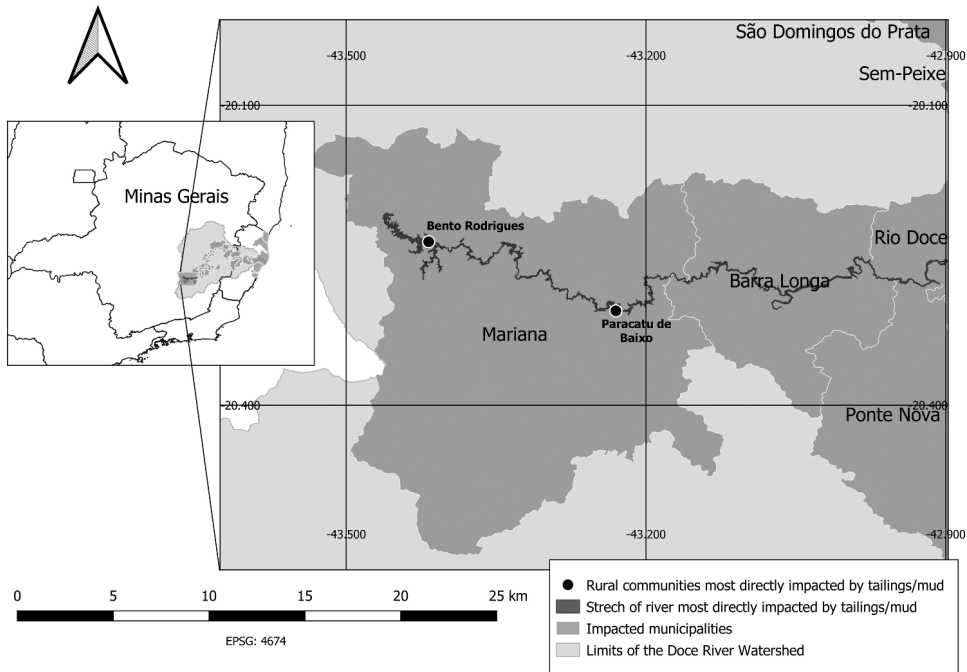 São Domingos do Prata
-43.500
-43.200
-42.900
Sem-Peixe
-20.100
Minas Gerais
Bento Rodrigues
Rio Doce
Barra Longa
Paracatu de
Baixo
Mariana
-20.400
Ponte Nova
-43.500
-43.200
-42.900
0 5 10 15 20 25 km
EPSG: 4674
Rural communities most directly impacted by tailings/mud
Strech of river most directly impacted by tailings/mud
Impacted municipalities
Limits of the Doce River Watershed
-20.100
-20.400